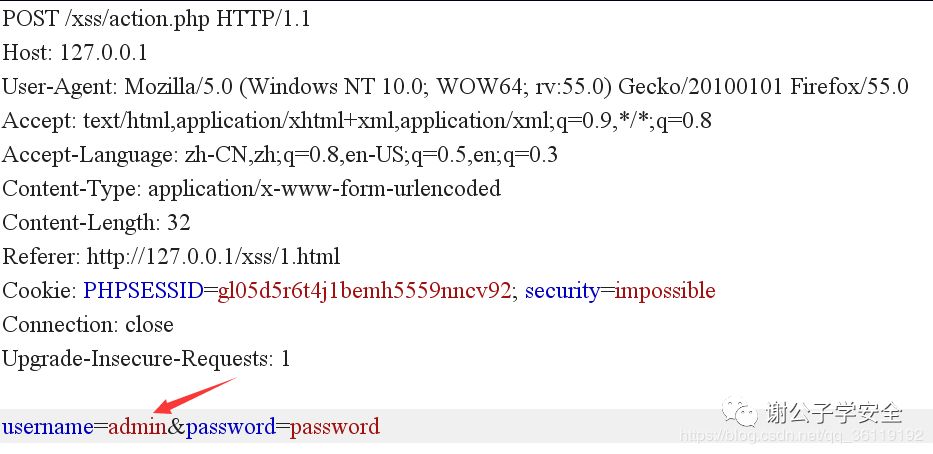 POST /xss/action.php HTTP/1.1
Host: 127.0.0.1
User-Agent: Mozilla/5.0 (Windows NT 10.0; WOW64; rv:55.0) Gecko/20100101 Firefox/55.0
Accept: text/html,application/xhtml+xml,application/xml;q=0.9,*/*;q=0.8
Accept-Language: zh-CN,zh;q=0.8,en-US;q=0.5,en;q=0.3
Content-Type: application/x-www-form-urlencoded
Content-Length: 32
Referer: http://127.0.0.1/xss/1.html
Cookie: PHPSESSID=gl05d5r6t4j1bemh5559nncv92; security=impossible
Connection: close
Upgrade-Insecure-Requests: 1
username=admin&password=password
谢公子学安全
https://blog.csdn.net/qq_36119192